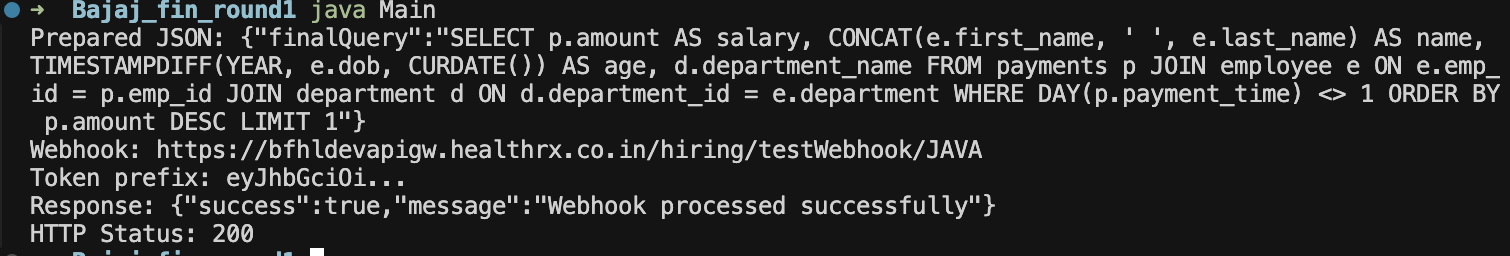 → Bajaj_fin_round1 java Main
Prepared JSON: {"finalQuery":"SELECT p.amount AS salary, CONCAT(e.first_name, ' ', e.last_name) AS name,
TIMESTAMPDIFF(YEAR, e.dob, CURDATE()) AS age, d.department_name FROM payments p JOIN employee e ON e.emp_
id = p.emp_id JOIN department d ON d.department_id = e.department WHERE DAY(p.payment_time) <> 1 ORDER BY
p.amount DESC LIMIT 1"}
Webhook: https://bfhldevapigw.healthrx.co.in/hiring/testWebhook/JAVA
Token prefix: eyJhbGciOi...
Response: {"success":true,"message":"Webhook processed successfully"}
HTTP Status: 200
Bajaj_fin_round1